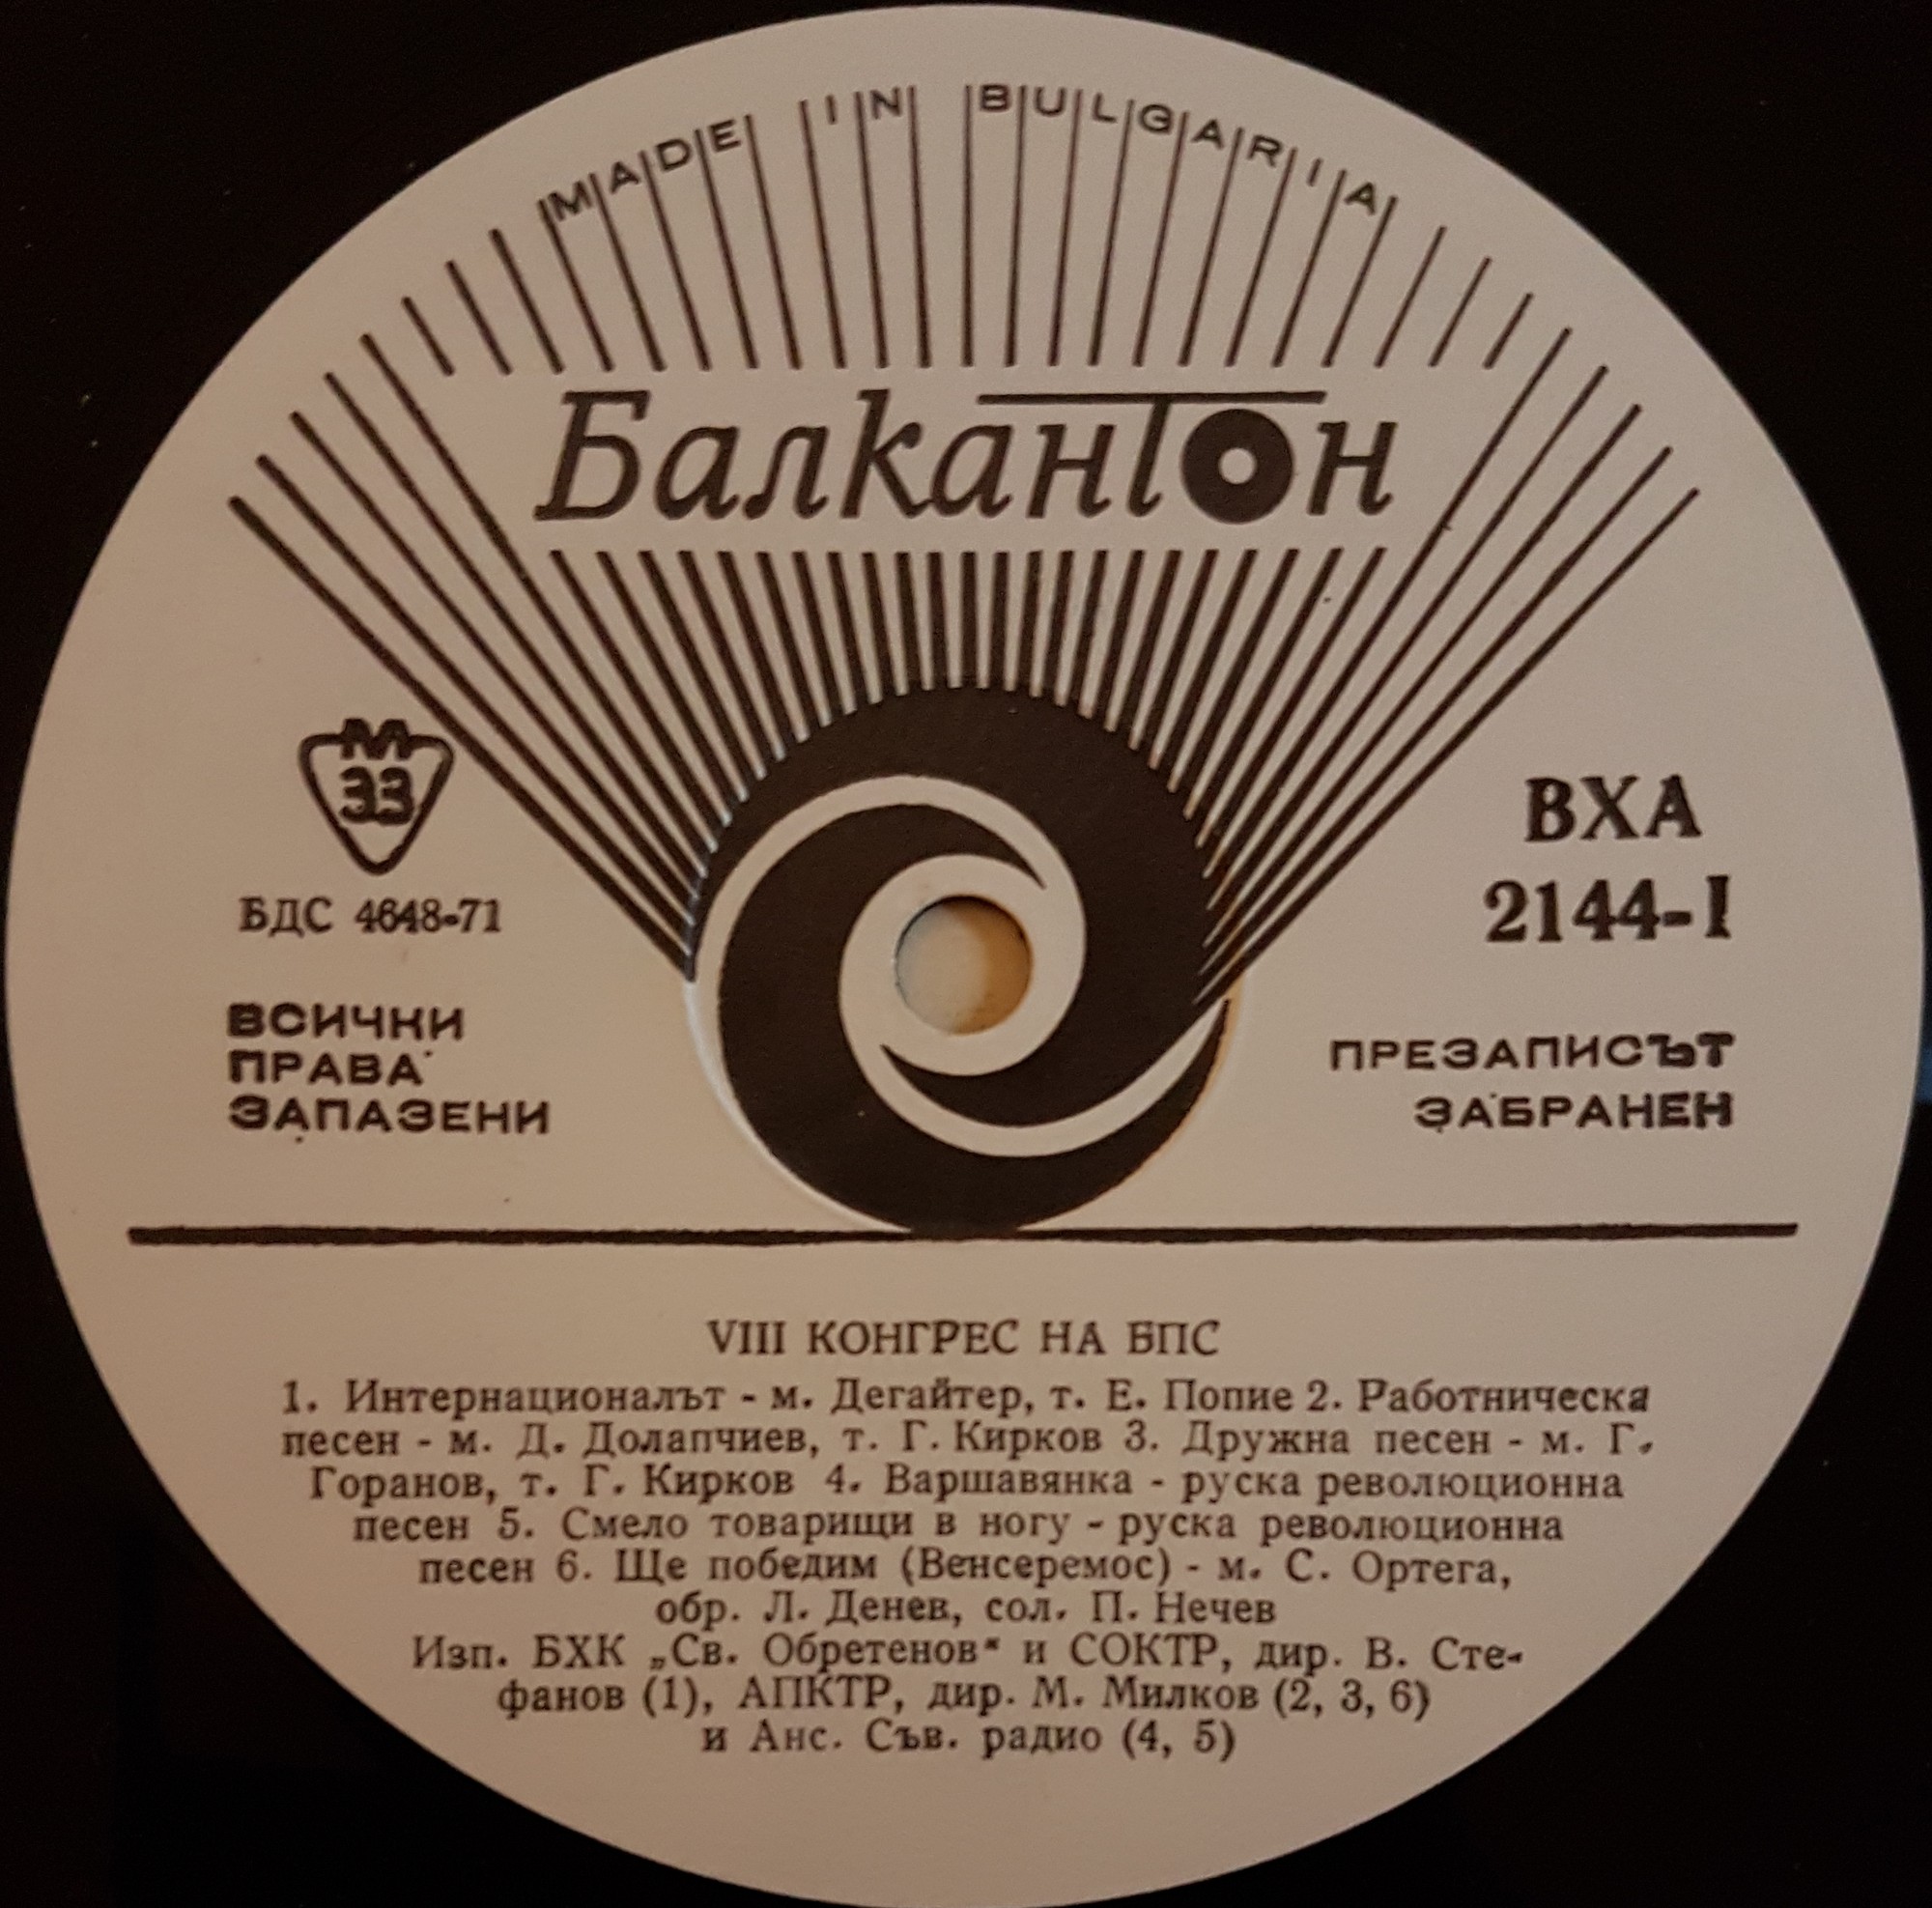 MADE IN BULGARIA
Балкантон
М
33
БДС 4648-71
ВСИЧКИ
ПРАВА
ЗАПАЗЕНИ
ВХА
2144-I
ПРЕЗАПИСЪТ
ЗАБРАНЕН
VIII КОНГРЕС НА БПС
1. Интернационалът - м. Дегайтер, т. Е. Попие 2. Работническа
песен - м. Д. Долапчиев, т. Г. Кирков 3. Дружна песен - м. Г.
Горанов, т. Г. Кирков 4. Варшавянка - руска революционна
песен 5. Смело товарищи в ногу - руска революционна
песен 6. Ще победим (Венсеремос) - м. С. Ортега,
обр. Л. Денев, сол. П. Нечев
Изп. БХК „Св. Обретенов" и СОКТР, дир. В. Сте-
фанов (1), АПКТР, дир. М. Милков (2, 3, 6)
и Анс. Във. радио (4, 5)